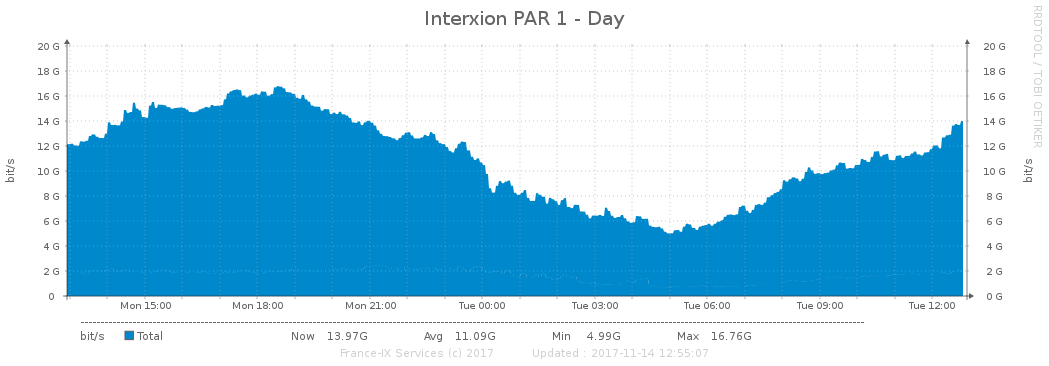 Interxion PAR 1 - Day
RRDTOOL / TOBI OETIKER
20 G 20 G
18 G 18 G
16 G 16 G
14 G 14 G
12 G 12 G
10 G 10 G
8 G 8 G
6 G 6 G
4 G 4 G
2 G 2 G
0 0 G
bit/s
bit/s
Mon 15:00 Mon 18:00 Mon 21:00 Tue 00:00 Tue 03:00 Tue 06:00 Tue 09:00 Tue 12:00
bit/s Total Now 13.97G Avg 11.09G Min 4.99G Max 16.76G
France-IX Services (c) 2017 Updated : 2017-11-14 12:55:07